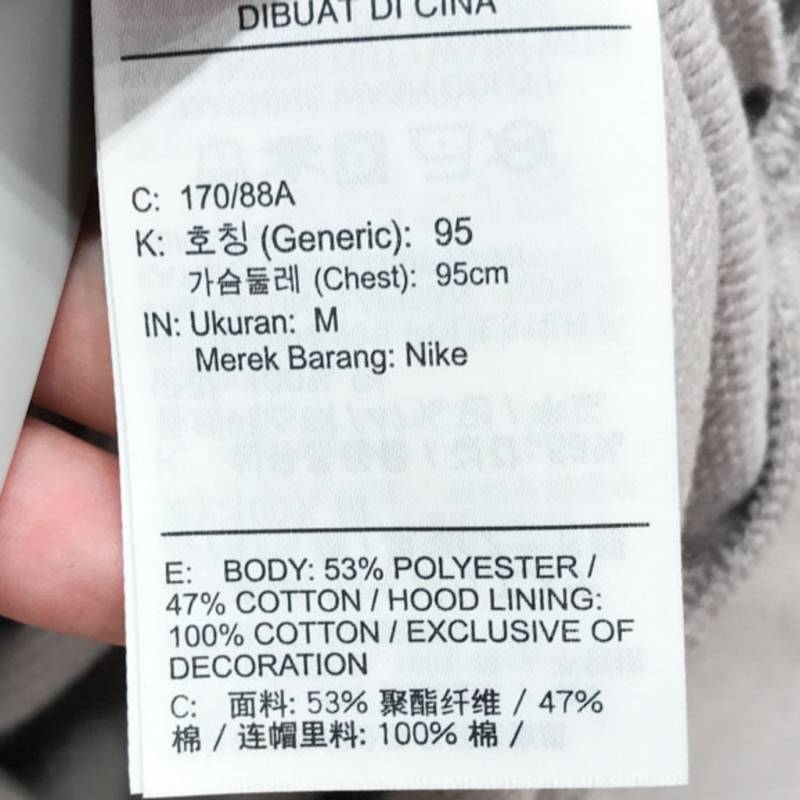 DIBUAT DI CINA
C: 170/88A
K: 호칭 (Generic): 95
가슴둘레 (Chest): 95cm
IN: Ukuran: M
Merek Barang: Nike
E: BODY: 53% POLYESTER /
47% COTTON / HOOD LINING:
100% COTTON / EXCLUSIVE OF
DECORATION
C: 面料: 53% 聚酯纤维 / 47%
棉 / 连帽里料: 100% 棉 /